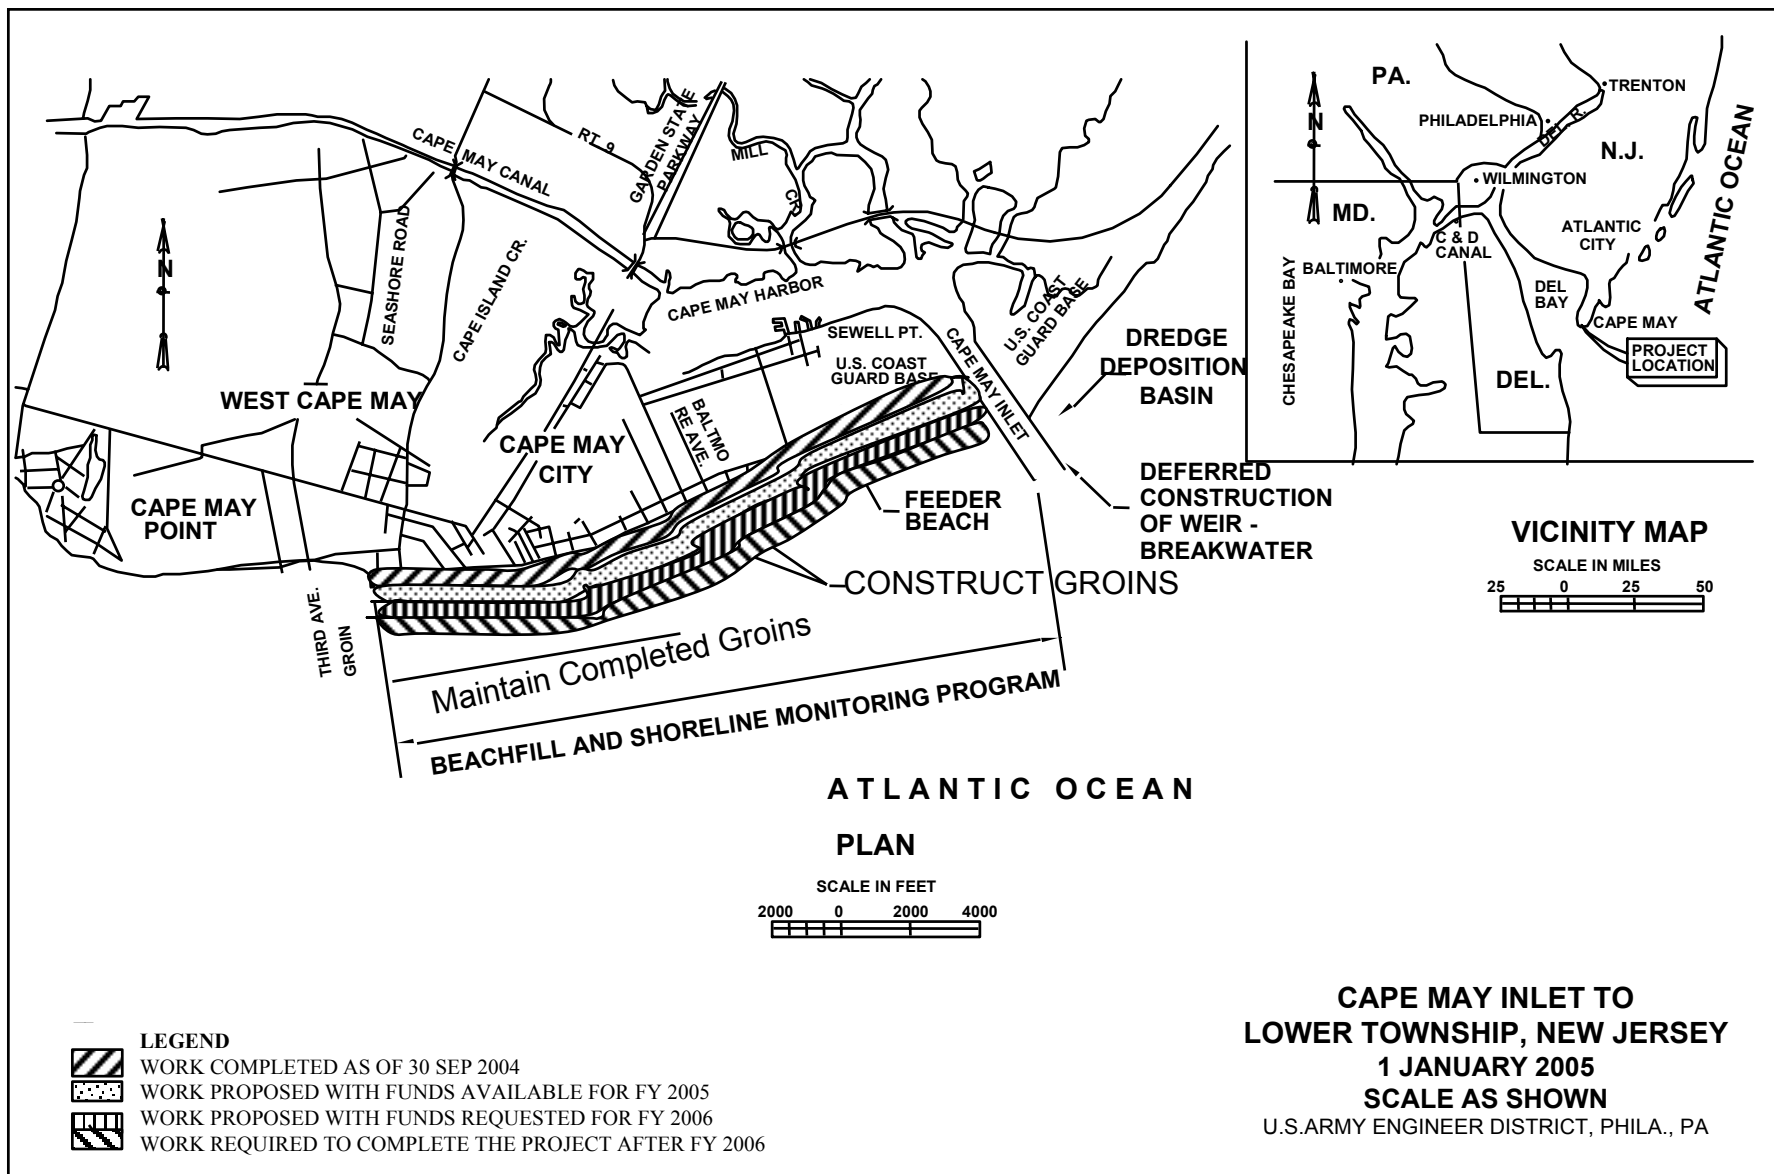 CAPE MAY CANAL
RT. 9
GARDEN STATE
PARKWAY
MILL
CR.
N
SEASHORE ROAD
CAPE ISLAND CR.
CAPE MAY HARBOR
SEWELL PT.
U.S. COAST
GUARD BASE
CAPE MAY INLET
U.S. COAST
GUARD BASE
DREDGE
DEPOSITION
BASIN
WEST CAPE MAY
CAPE MAY
CITY
BALTMO
RE AVE.
CAPE MAY
POINT
FEEDER
BEACH
DEFERRED
CONSTRUCTION
OF WEIR -
BREAKWATER
CONSTRUCT GROINS
THIRD AVE.
GROIN
Maintain Completed Groins
BEACHFILL AND SHORELINE MONITORING PROGRAM
ATLANTIC OCEAN
PLAN
SCALE IN FEET
2000 0 2000 4000
PA.
TRENTON
N
PHILADELPHIA
DEL. R.
N.J.
ATLANTIC OCEAN
WILMINGTON
MD.
C & D
CANAL
ATLANTIC
CITY
BALTIMORE
CHESAPEAKE BAY
DEL
BAY
CAPE MAY
PROJECT
LOCATION
DEL.
VICINITY MAP
SCALE IN MILES
25 0 25 50
LEGEND
WORK COMPLETED AS OF 30 SEP 2004
WORK PROPOSED WITH FUNDS AVAILABLE FOR FY 2005
WORK PROPOSED WITH FUNDS REQUESTED FOR FY 2006
WORK REQUIRED TO COMPLETE THE PROJECT AFTER FY 2006
CAPE MAY INLET TO
LOWER TOWNSHIP, NEW JERSEY
1 JANUARY 2005
SCALE AS SHOWN
U.S.ARMY ENGINEER DISTRICT, PHILA., PA